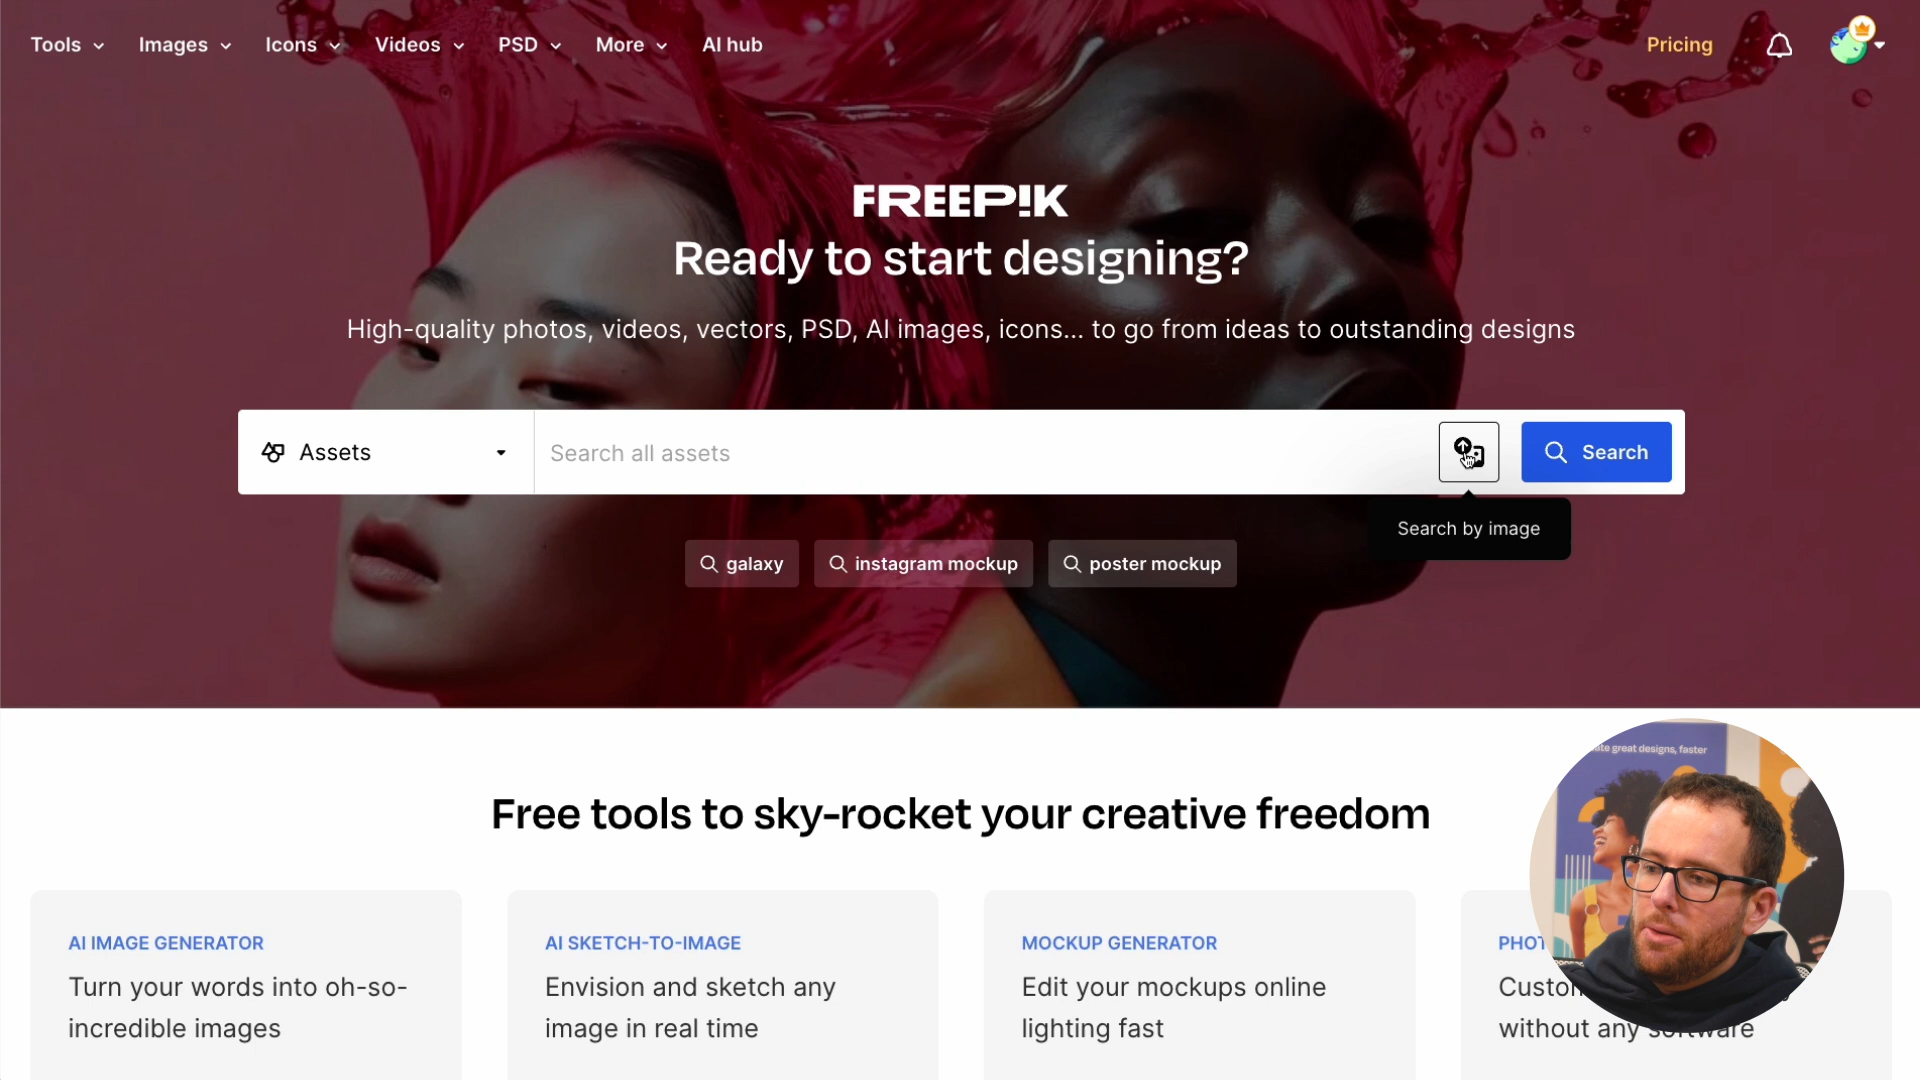 Tools
Images
Icons
Videos
PSD
More
AI hub
Pricing
FREEP!K
Ready to start designing?
High-quality photos, videos, vectors, PSD, AI images, icons... to go from ideas to outstanding designs
Assets
Search all assets
Search
Search by image
galaxy
instagram mockup
poster mockup
Free tools to sky-rocket your creative freedom
great designs, faster
AI IMAGE GENERATOR
Turn your words into oh-so-
incredible images
AI SKETCH-TO-IMAGE
Envision and sketch any
image in real time
MOCKUP GENERATOR
Edit your mockups online
lighting fast
without any software